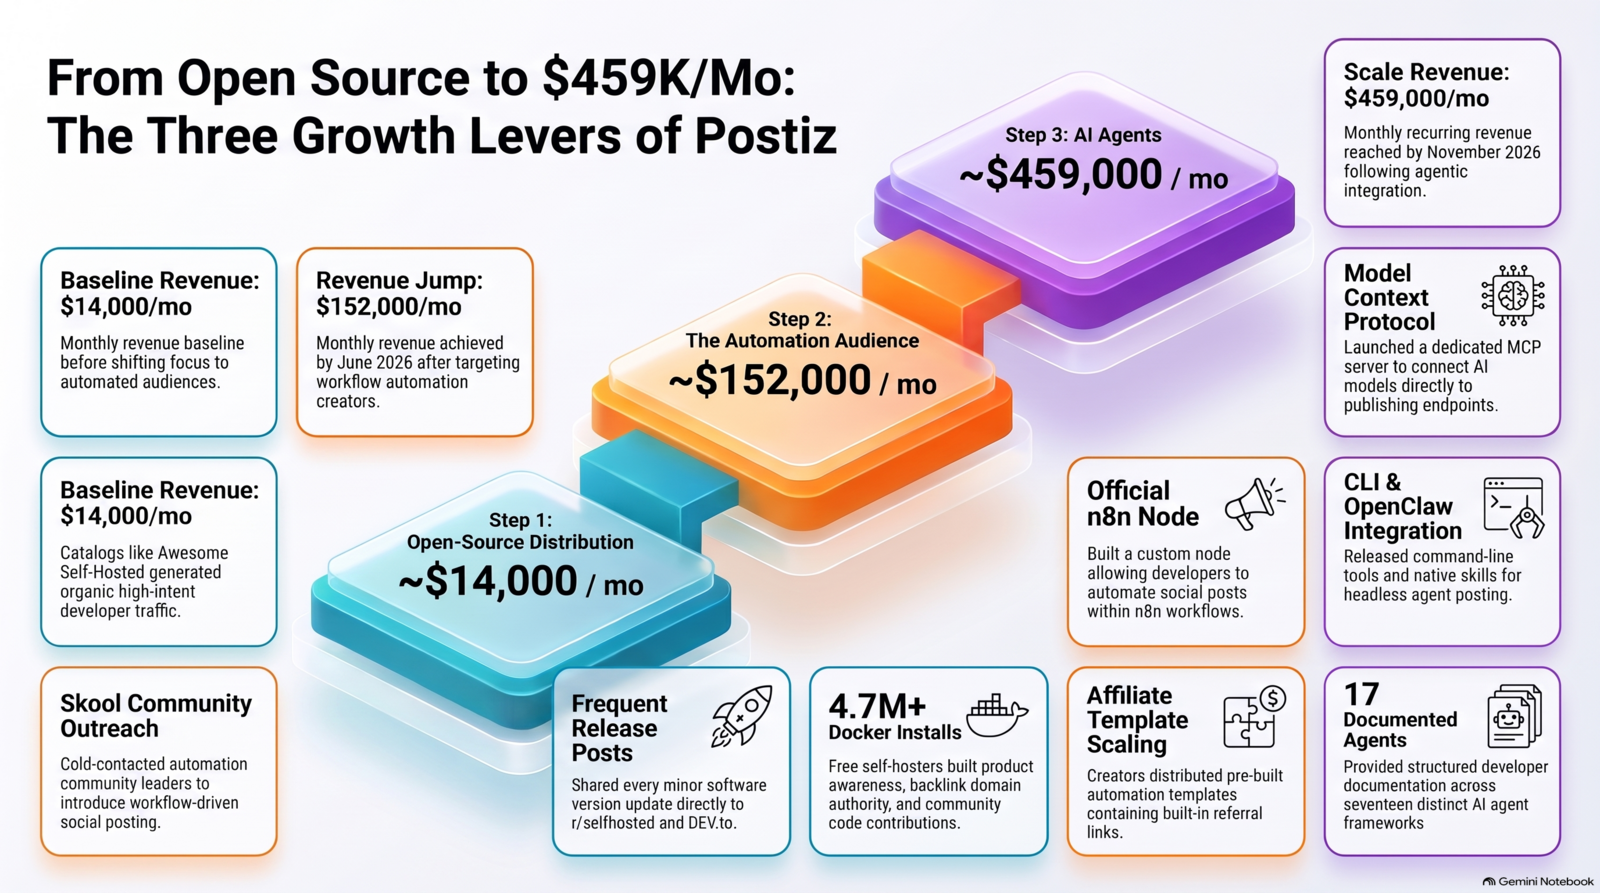 From Open Source to $459K/Mo:
The Three Growth Levers of Postiz
Step 3: AI Agents
~$459,000 / mo
Step 2:
The Automation Audience
~$152,000 / mo
Step 1:
Open-Source Distribution
~$14,000 / mo
Baseline Revenue:
$14,000/mo
Monthly revenue baseline
before shifting focus to
automated audiences.
Revenue Jump:
$152,000/mo
Monthly revenue achieved
by June 2026 after targeting
workflow automation
creators.
Baseline Revenue:
$14,000/mo
Catalogs like Awesome
Self-Hosted generated
organic high-intent
developer traffic.
Skool Community
Outreach
Cold-contacted automation
community leaders to
introduce workflow-driven
social posting.
Frequent
Release
Posts
Shared every minor software
version update directly to
r/selfhosted and DEV.to.
4.7M+
Docker Installs
Free self-hosters built product
awareness, backlink domain
authority, and community
code contributions.
Official
n8n Node
Built a custom node
allowing developers to
automate social posts
within n8n workflows.
Affiliate
Template
Scaling
Creators distributed pre-built
automation templates
containing built-in referral
links.
Scale Revenue:
$459,000/mo
Monthly recurring revenue
reached by November 2026
following agentic
integration.
Model
Context
Protocol
Launched a dedicated MCP
server to connect AI
models directly to
publishing endpoints.
CLI &
OpenClaw
Integration
Released command-line
tools and native skills for
headless agent posting.
17
Documented
Agents
Provided structured developer
documentation across
seventeen distinct AI agent
frameworks
Gemini Notebook